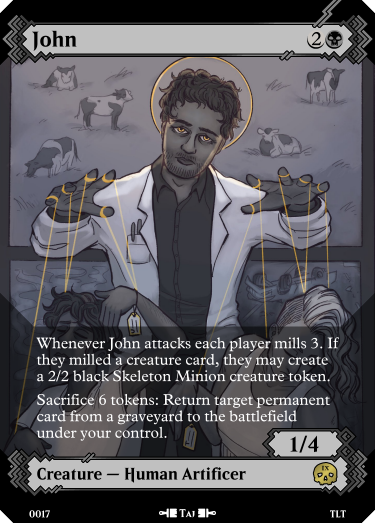 John
2
Whenever John attacks each player mills 3. If
they milled a creature card, they may create
a 2/2 black Skeleton Minion creature token.
Sacrifice 6 tokens: Return target permanent
card from a graveyard to the battlefield
under your control.
1/4
Creature — Human Artificer
IX
0017
TAJ
TLT